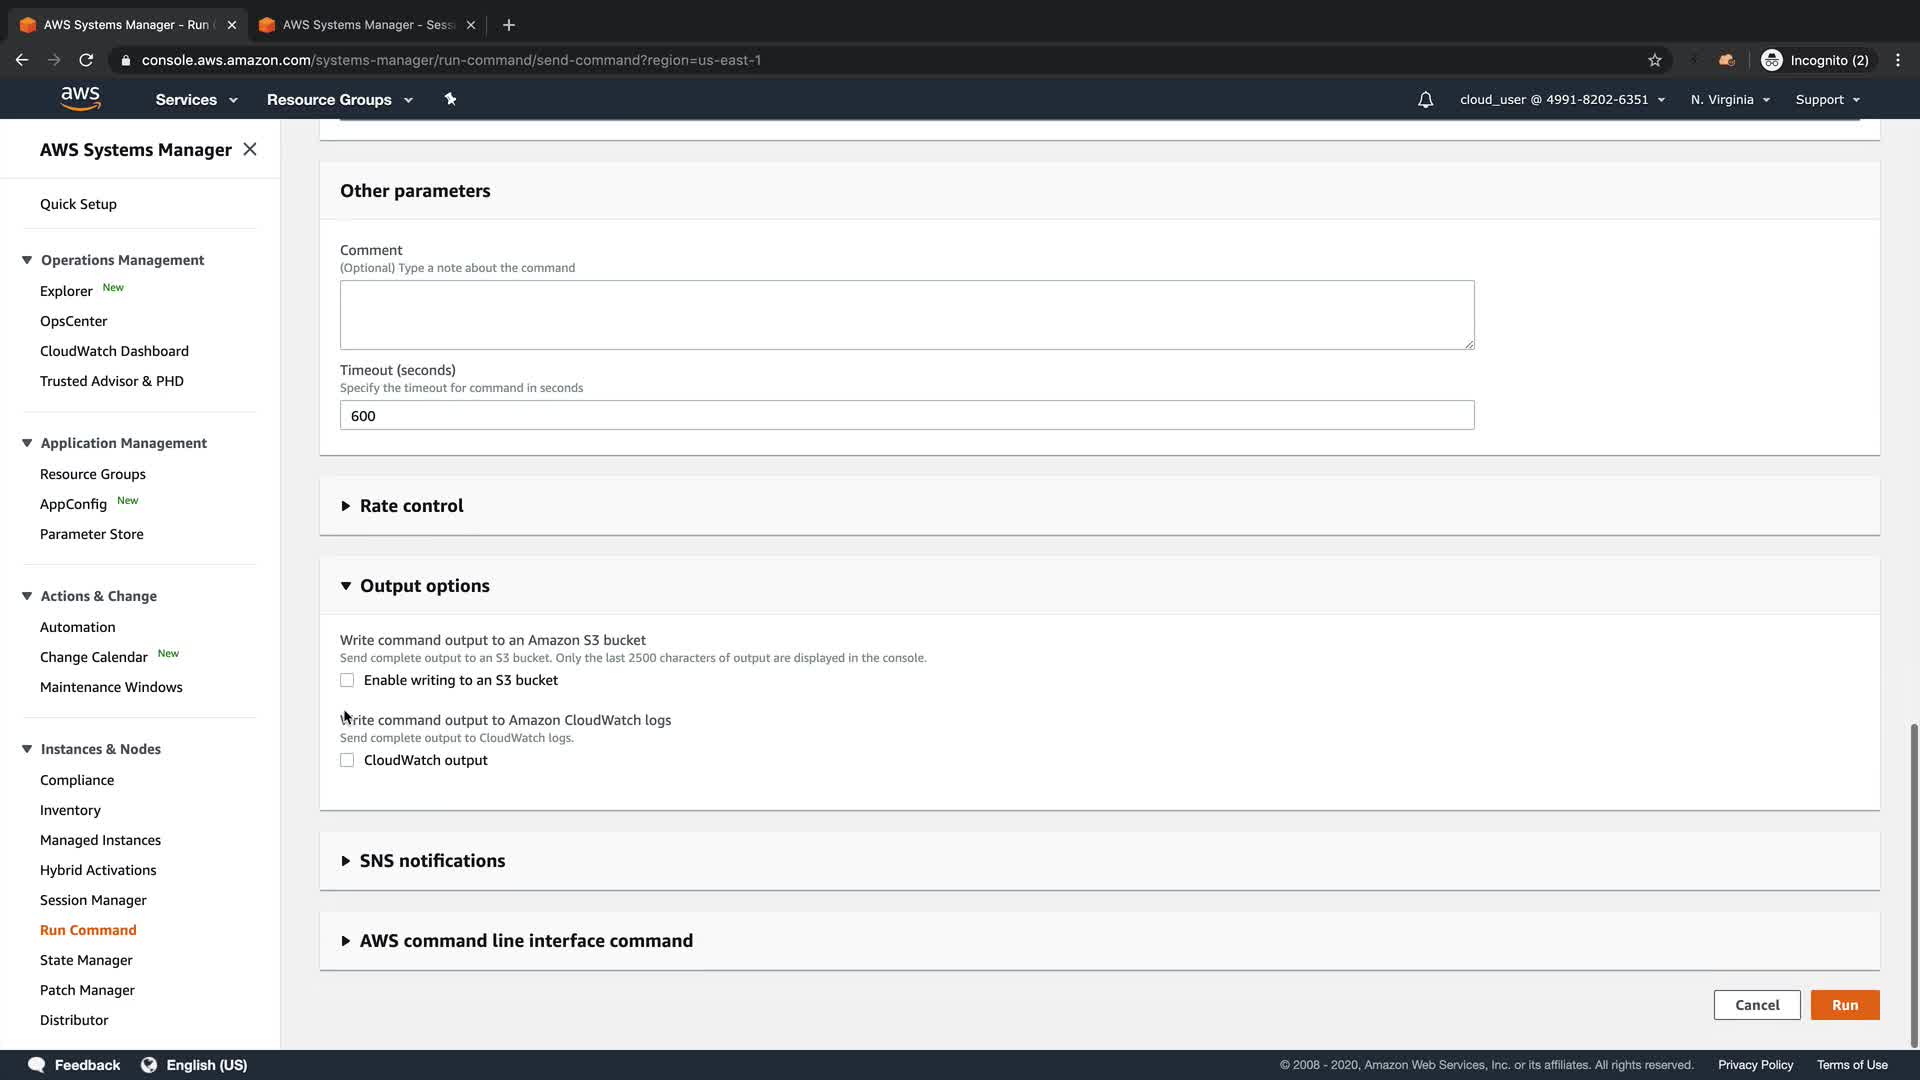 AWS Systems Manager - Run
AWS Systems Manager - Sess
console.aws.amazon.com/systems-manager/run-command/send-command?region=us-east-1
Incognito (2)
aws
Services
Resource Groups
cloud_user @ 4991-8202-6351
N. Virginia
Support
AWS Systems Manager
Quick Setup
Operations Management
Explorer New
OpsCenter
CloudWatch Dashboard
Trusted Advisor & PHD
Application Management
Resource Groups
AppConfig New
Parameter Store
Actions & Change
Automation
Change Calendar New
Maintenance Windows
Instances & Nodes
Compliance
Inventory
Managed Instances
Hybrid Activations
Session Manager
Run Command
State Manager
Patch Manager
Distributor
Other parameters
Comment
(Optional) Type a note about the command
Timeout (seconds)
Specify the timeout for command in seconds
600
Rate control
Output options
Write command output to an Amazon S3 bucket
Send complete output to an S3 bucket. Only the last 2500 characters of output are displayed in the console.
Enable writing to an S3 bucket
Write command output to Amazon CloudWatch logs
Send complete output to CloudWatch logs.
CloudWatch output
SNS notifications
AWS command line interface command
Cancel
Run
Feedback
English (US)
© 2008 - 2020, Amazon Web Services, Inc. or its affiliates. All rights reserved.
Privacy Policy
Terms of Use